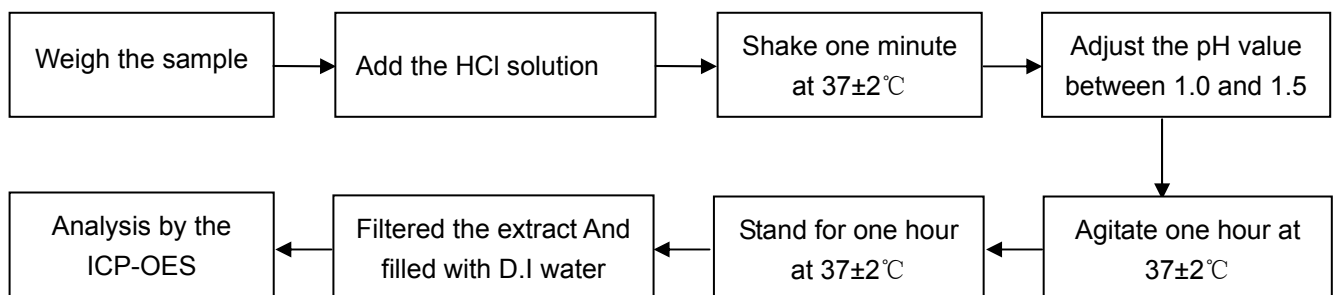 Weigh the sample
Add the HCl solution
Shake one minute
at 37±2℃
Adjust the pH value
between 1.0 and 1.5
Agitate one hour at
37±2℃
Stand for one hour
at 37±2℃
Filtered the extract And
filled with D.I water
Analysis by the
ICP-OES